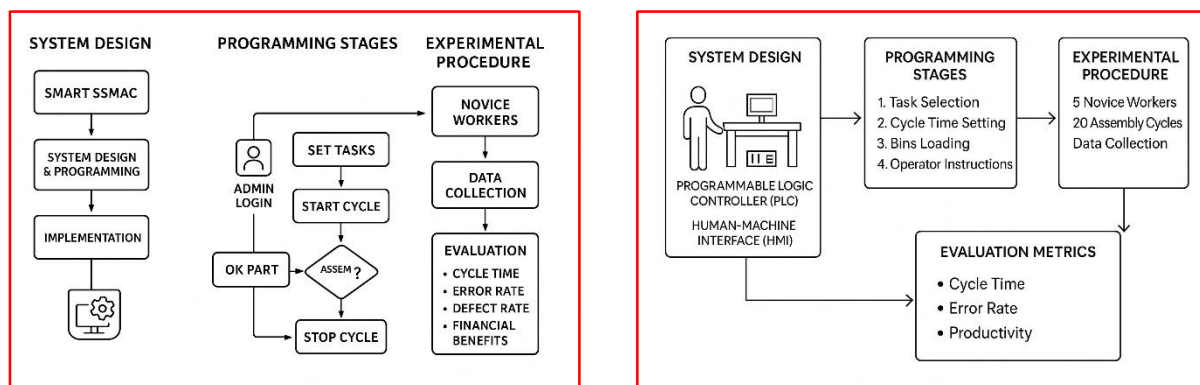 SYSTEM DESIGN
SMART SSMAC
SYSTEM DESIGN
& PROGRAMMING
IMPLEMENTATION
PROGRAMMING STAGES
ADMIN
LOGIN
SET TASKS
START CYCLE
OK PART
ASSEM ?
STOP CYCLE
EXPERIMENTAL
PROCEDURE
NOVICE
WORKERS
DATA
COLLECTION
EVALUATION
• CYCLE TIME
• ERROR RATE
• DEFECT RATE
• FINANCIAL
BENEFITS
SYSTEM DESIGN
PROGRAMMABLE LOGIC
CONTROLLER (PLC)
HUMAN-MACHINE
INTERFACE (HMI)
PROGRAMMING
STAGES
1. Task Selection
2. Cycle Time Setting
3. Bins Loading
4. Operator Instructions
EXPERIMENTAL
PROCEDURE
5 Novice Workers
20 Assembly Cycles
Data Collection
EVALUATION METRICS
• Cycle Time
• Error Rate
• Productivity